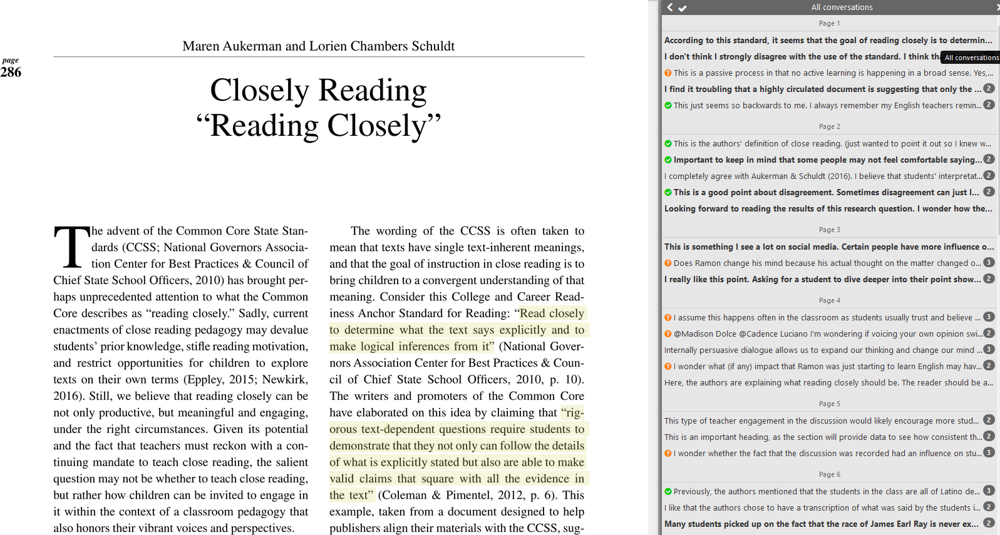 Maren Aukerman and Lorien Chambers Schuldt
page
286
Closely Reading
“Reading Closely”
The advent of the Common Core State Stan-
dards (CCSS; National Governors Associa-
tion Center for Best Practices & Council of
Chief State School Officers, 2010) has brought per-
haps unprecedented attention to what the Common
Core describes as “reading closely.” Sadly, current
enactments of close reading pedagogy may devalue
students’ prior knowledge, stifle reading motivation,
and restrict opportunities for children to explore
texts on their own terms (Eppley, 2015; Newkirk,
2016). Still, we believe that reading closely can be
not only productive, but meaningful and engaging,
under the right circumstances. Given its potential
and the fact that teachers must reckon with a con-
tinuing mandate to teach close reading, the salient
question may not be whether to teach close reading,
but rather how children can be invited to engage in
it within the context of a classroom pedagogy that
also honors their vibrant voices and perspectives.
The wording of the CCSS is often taken to
mean that texts have single text-inherent meanings,
and that the goal of instruction in close reading is to
bring children to a convergent understanding of that
meaning. Consider this College and Career Read-
iness Anchor Standard for Reading: “Read closely
to determine what the text says explicitly and to
make logical inferences from it” (National Gover-
nors Association Center for Best Practices & Coun-
cil of Chief State School Officers, 2010, p. 10).
The writers and promoters of the Common Core
have elaborated on this idea by claiming that “rig-
orous text-dependent questions require students to
demonstrate that they not only can follow the details
of what is explicitly stated but also are able to make
valid claims that square with all the evidence in
the text” (Coleman & Pimentel, 2012, p. 6). This
example, taken from a document designed to help
publishers align their materials with the CCSS, sug-
All conversations
Page 1
According to this standard, it seems that the goal of reading closely is to determin...
I don't think I strongly disagree with the use of the standard. I think tha
All conversations
This is a passive process in that no active learning is happening in a broad sense. Yes,...
I find it troubling that a highly circulated document is suggesting that only the ... 2
This just seems so backwards to me. I always remember my English teachers remin... 2
Page 2
This is the authors' definition of close reading. (just wanted to point it out so I knew w...
Important to keep in mind that some people may not feel comfortable saying... 2
I completely agree with Aukerman & Schuldt (2016). I believe that students' interpretat... 2
This is a good point about disagreement. Sometimes disagreement can just l... 2
Looking forward to reading the results of this research question. I wonder how the...
Page 3
This is something I see a lot on social media. Certain people have more influence o...
Does Ramon change his mind because his actual thought on the matter changed o... 3
I really like this point. Asking for a student to dive deeper into their point show... 2
Page 4
I assume this happens often in the classroom as students usually trust and believe ... 3
@Madison Dolce @Cadence Luciano I'm wondering if voicing your own opinion swi... 2
Internally persuasive dialogue allows us to expand our thinking and change our mind ... 3
I wonder what (if any) impact that Ramon was just starting to learn English may hav... 2
Here, the authors are explaining what reading closely should be. The reader should be a...
Page 5
This type of teacher engagement in the discussion would likely encourage more stud... 2
This is an important heading, as the section will provide data to see how consistent th... 2
I wonder whether the fact that the discussion was recorded had an influence on stu... 3
Page 6
Previously, the authors mentioned that the students in the class are all of Latino de... 3
I like that the authors chose to have a transcription of what was said by the students i... 2
Many students picked up on the fact that the race of James Earl Ray is never ex... 2